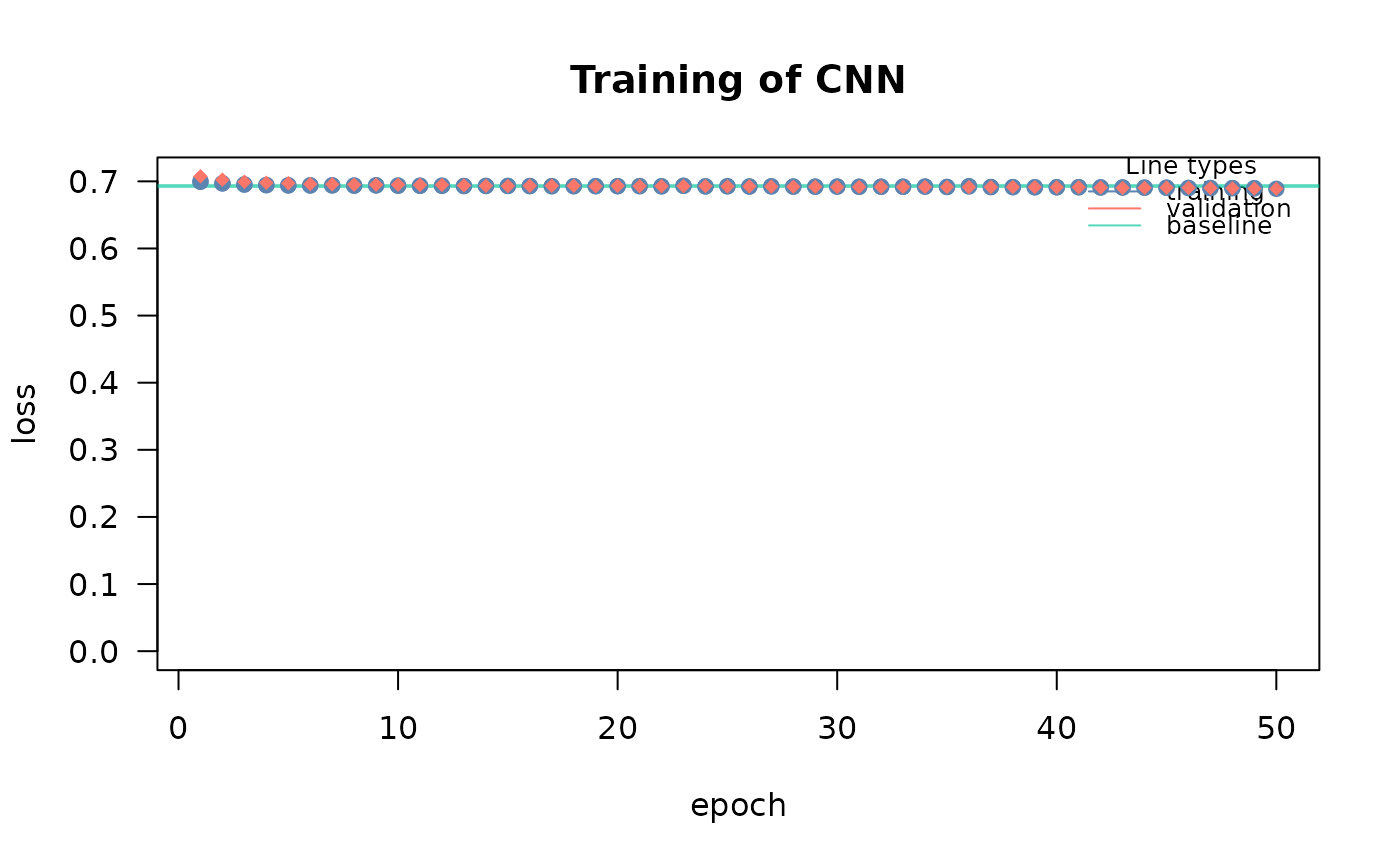 Training of CNN
Line types
training
validation
baseline
0.7
0.6
0.5
0.4
0.3
0.2
0.1
0.0
loss
0 10 20 30 40 50
epoch